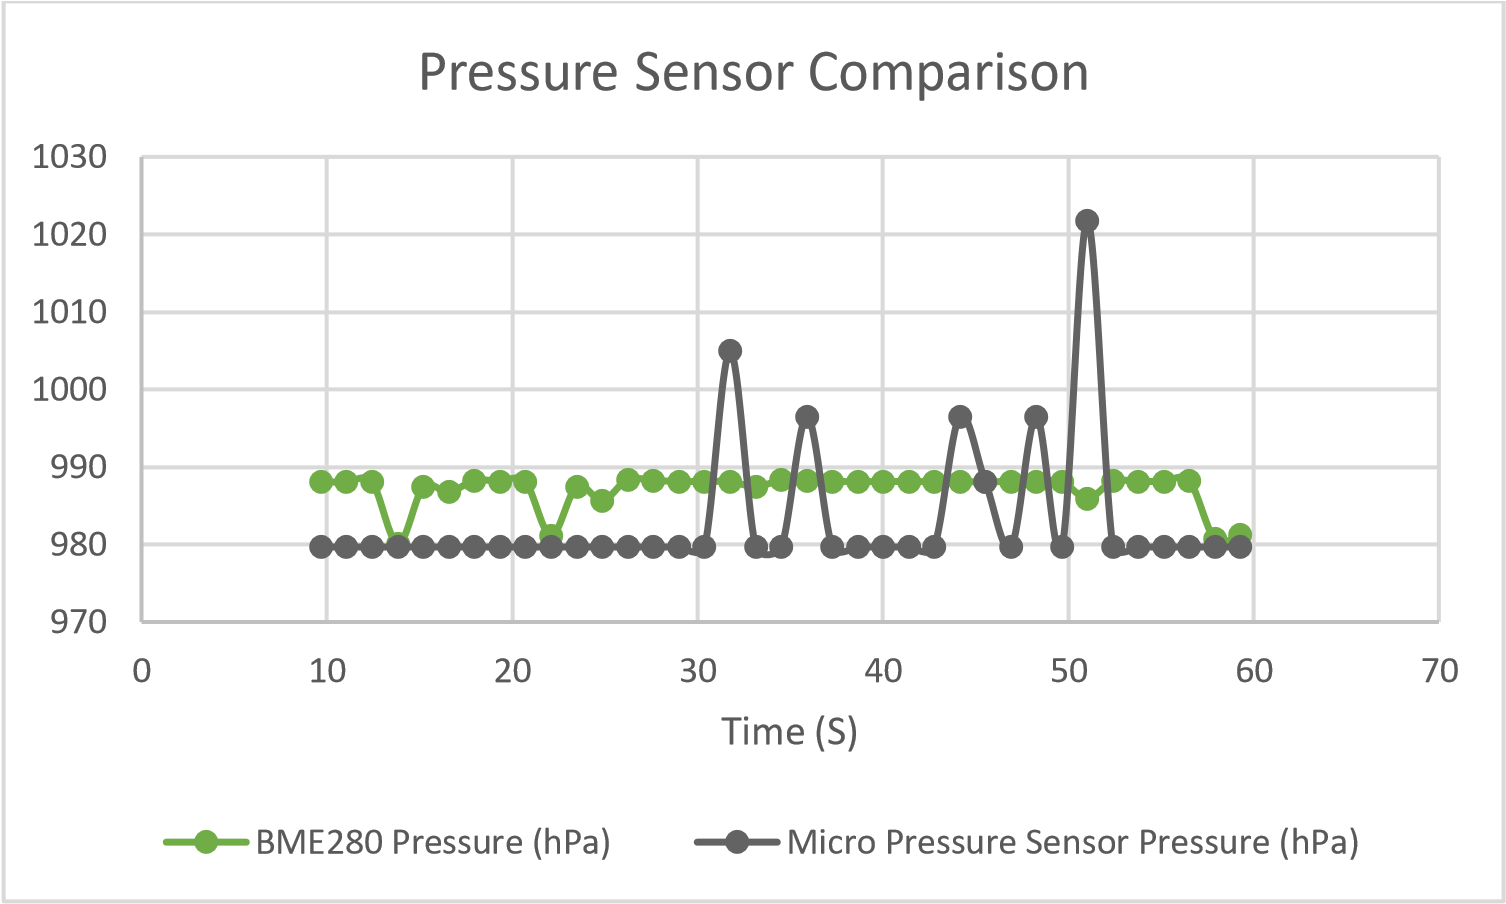 Pressure Sensor Comparison
1030
1020
1010
1000
990
980
970
0 10 20 30 40 50 60 70
Time (S)
BME280 Pressure (hPa) Micro Pressure Sensor Pressure (hPa)